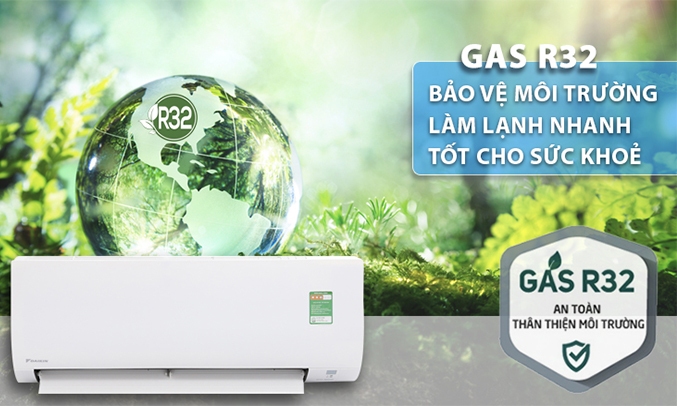 GAS R32
BẢO VỆ MÔI TRƯỜNG
LÀM LẠNH NHANH
TỐT CHO SỨC KHOẺ
R32
GAS R32
AN TOÀN
THÂN THIỆN MÔI TRƯỜNG
DAIKIN